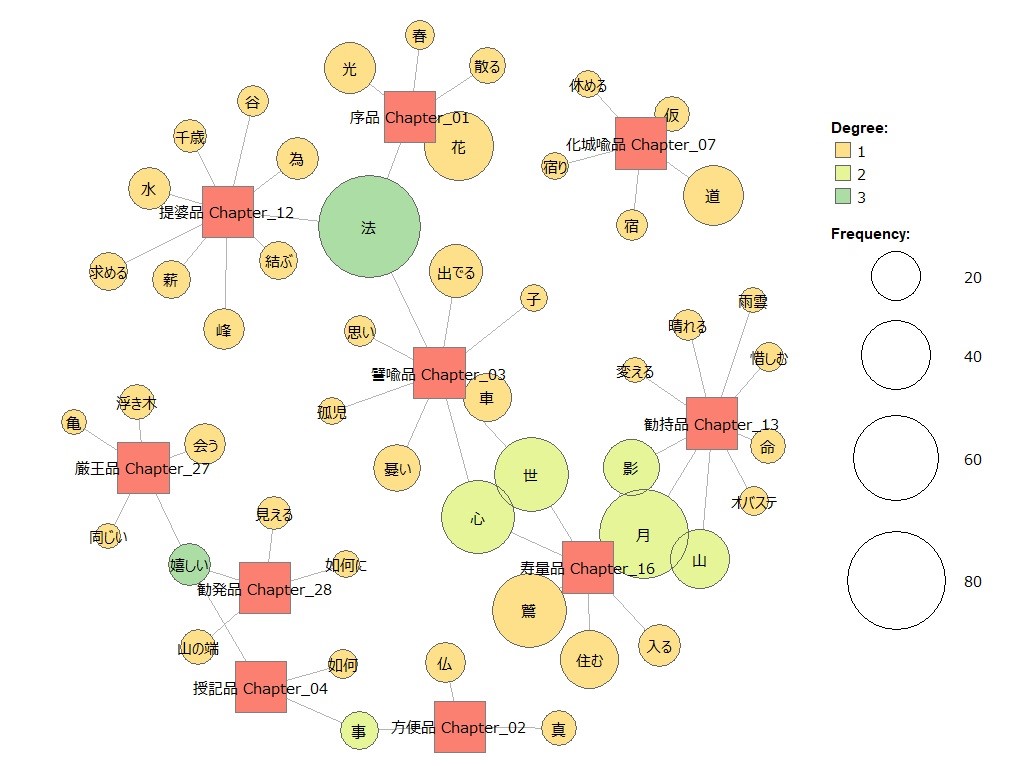 春
光
散る
序品 Chapter_01
花
谷
千歳
為
水
提婆品 Chapter_12
法
求める
薪
結ぶ
峰
休める
仮
化城喩品 Chapter_07
宿り
道
宿
Degree:
1
2
3
Frequency:
20
40
60
80
出でる
子
思い
譬喩品 Chapter_03
車
孤児
憂い
世
心
雨雲
晴れる
惜しむ
変える
勧持品 Chapter_13
命
影
オバステ
月
山
寿量品 Chapter_16
鷲
住む
入る
浮き木
亀
会う
厳王品 Chapter_27
同じい
見える
嬉しい
如何に
勧発品 Chapter_28
山の端
如何
授記品 Chapter_04
仏
事
方便品 Chapter_02
真